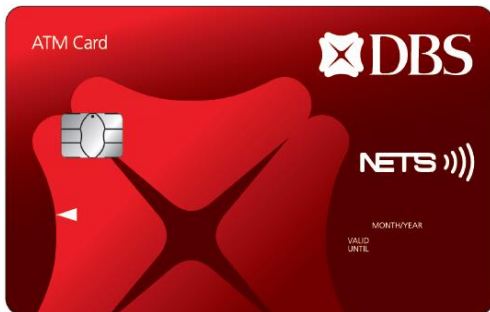 ATM Card
DBS
NETS
MONTH/YEAR
VALID
UNTIL